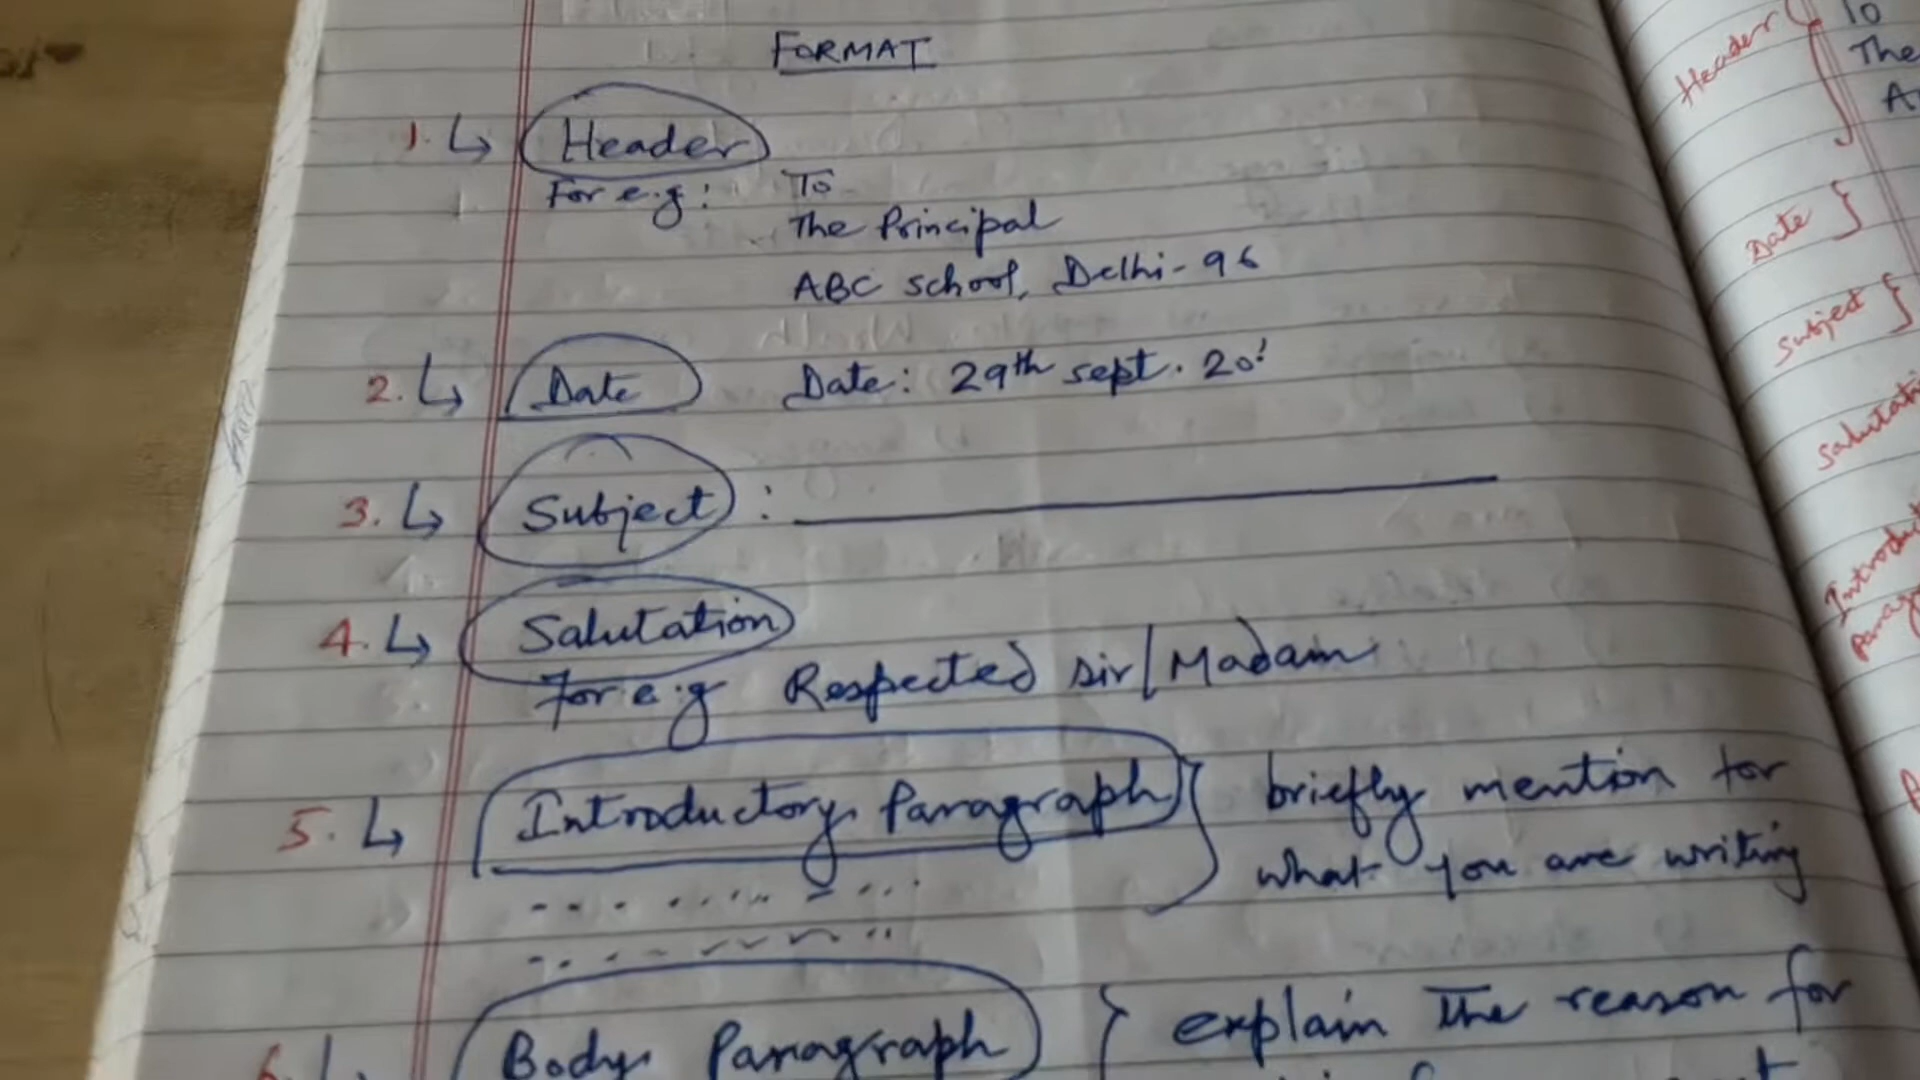 FORMAT
1. ↳ Header
For e.g: To
The Principal
ABC school, Delhi-96
2. ↳ Date Date: 29th sept. 20
3. ↳ Subject :
4. ↳ Salutation
For e.g Respected sir/Madam
5. ↳ Introductory Paragraph } briefly mention for
what you are writing
6. ↳ Body Paragraph } explain the reason for
Header
To
The
Date }
Subject }